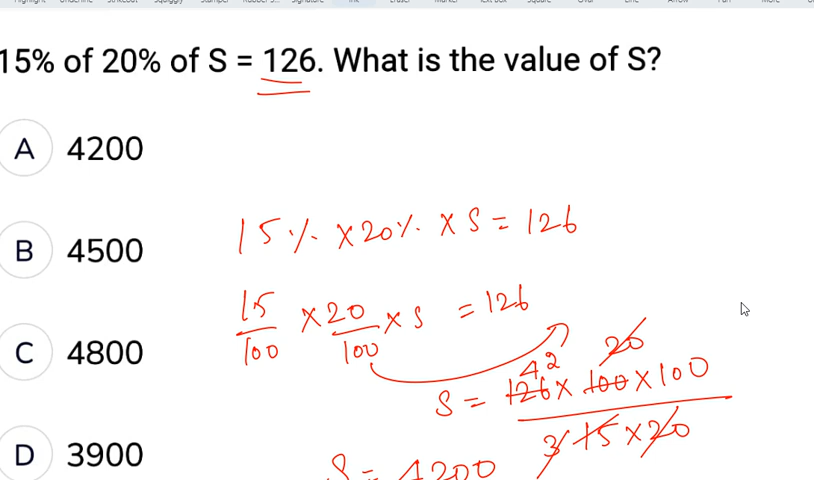 15% of 20% of S = 126. What is the value of S?
A 4200
15% × 20% × S = 126
B 4500
15/100 × 20/100 × S = 126
C 4800
S = 42 126 × 20 100 × 100 / 3 15 × 20
D 3900
S = 4200